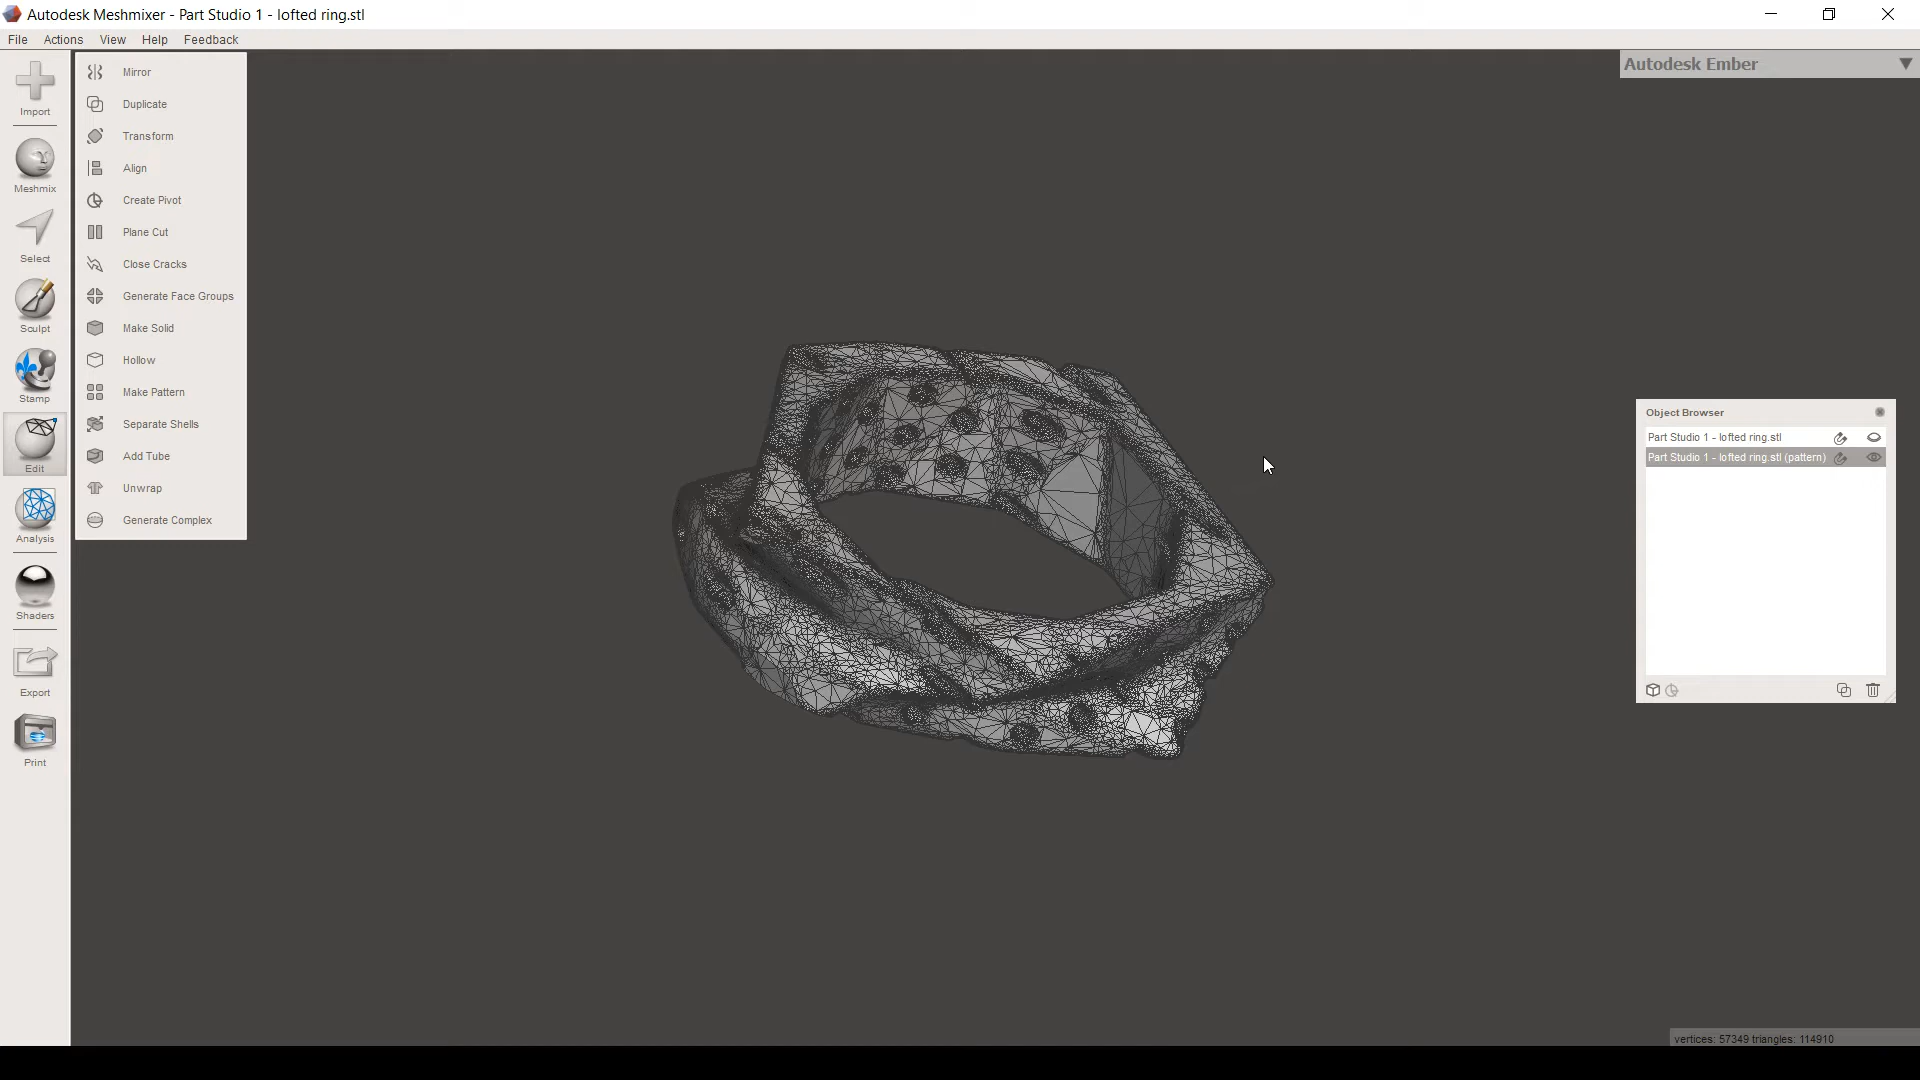 Autodesk Meshmixer - Part Studio 1 - lofted ring.stl
File Actions View Help Feedback
Import
Meshmix
Select
Sculpt
Stamp
Edit
Analysis
Shaders
Export
Print
Mirror
Duplicate
Transform
Align
Create Pivot
Plane Cut
Close Cracks
Generate Face Groups
Make Solid
Hollow
Make Pattern
Separate Shells
Add Tube
Unwrap
Generate Complex
Autodesk Ember
Object Browser
Part Studio 1 - lofted ring.stl
Part Studio 1 - lofted ring.stl (pattern)
vertices: 57349 triangles: 114910